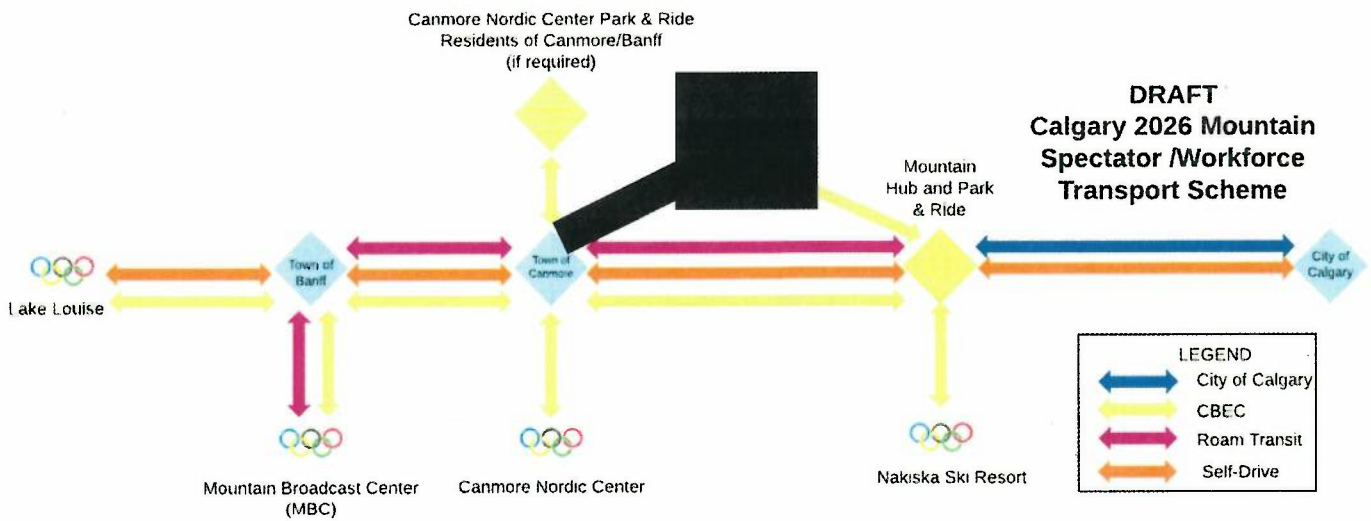 Canmore Nordic Center Park & Ride
Residents of Canmore/Banff
(if required)
DRAFT
Calgary 2026 Mountain
Spectator /Workforce
Transport Scheme
Mountain
Hub and Park
& Ride
Town of
Banff
Town of
Canmore
City of
Calgary
Lake Louise
LEGEND
City of Calgary
CBEC
Roam Transit
Self-Drive
Mountain Broadcast Center
(MBC)
Canmore Nordic Center
Nakiska Ski Resort